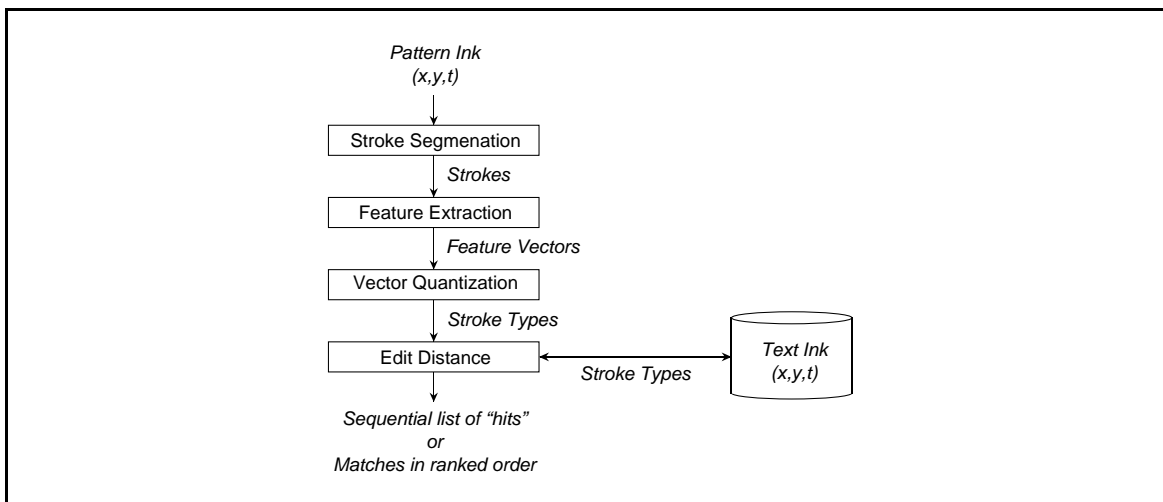 Pattern Ink
(x,y,t)
Stroke Segmenation
Strokes
Feature Extraction
Feature Vectors
Vector Quantization
Stroke Types
Edit Distance
Stroke Types
Text Ink
(x,y,t)
Sequential list of “hits”
or
Matches in ranked order